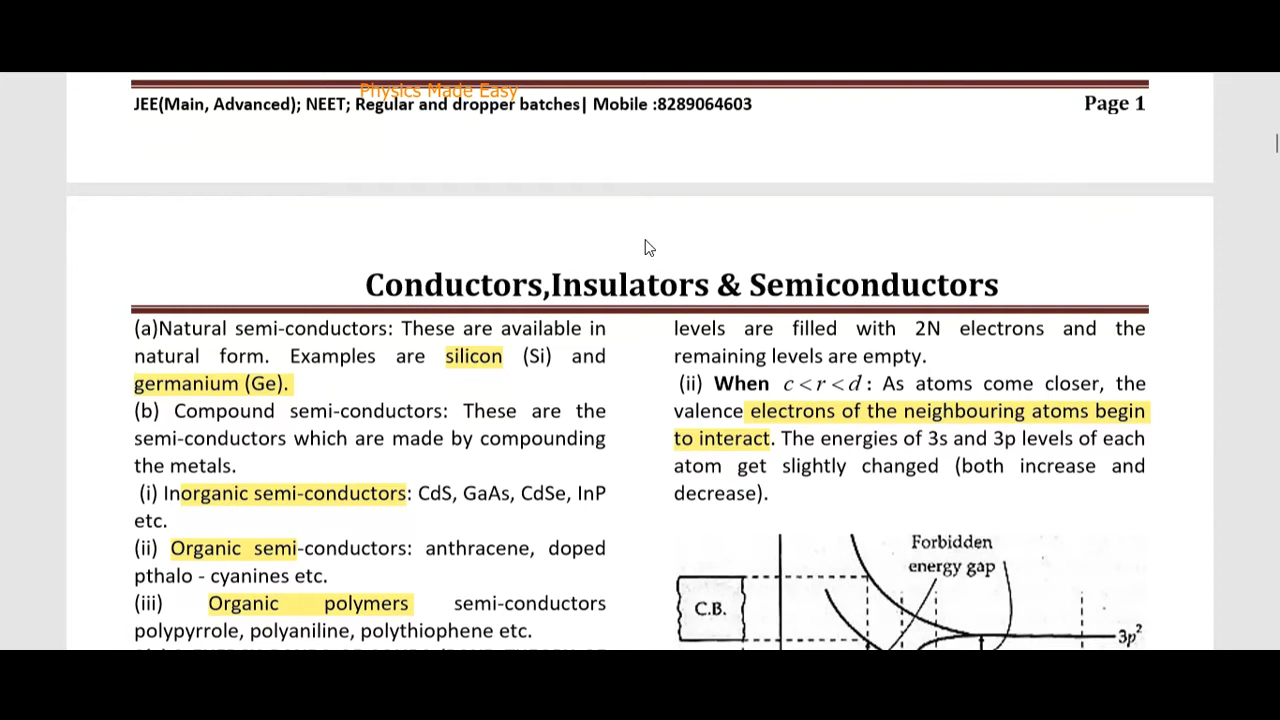 Physics Made Easy
JEE(Main, Advanced); NEET; Regular and dropper batches| Mobile :8289064603
Page 1
Conductors,Insulators & Semiconductors
(a)Natural semi-conductors: These are available in
natural form. Examples are silicon (Si) and
germanium (Ge).
(b) Compound semi-conductors: These are the
semi-conductors which are made by compounding
the metals.
(i) Inorganic semi-conductors: CdS, GaAs, CdSe, InP
etc.
(ii) Organic semi-conductors: anthracene, doped
pthalo - cyanines etc.
(iii) Organic polymers semi-conductors
polypyrrole, polyaniline, polythiophene etc.
levels are filled with 2N electrons and the
remaining levels are empty.
(ii) When c < r < d : As atoms come closer, the
valence electrons of the neighbouring atoms begin
to interact. The energies of 3s and 3p levels of each
atom get slightly changed (both increase and
decrease).
Forbidden
energy gap
C.B.
3p²